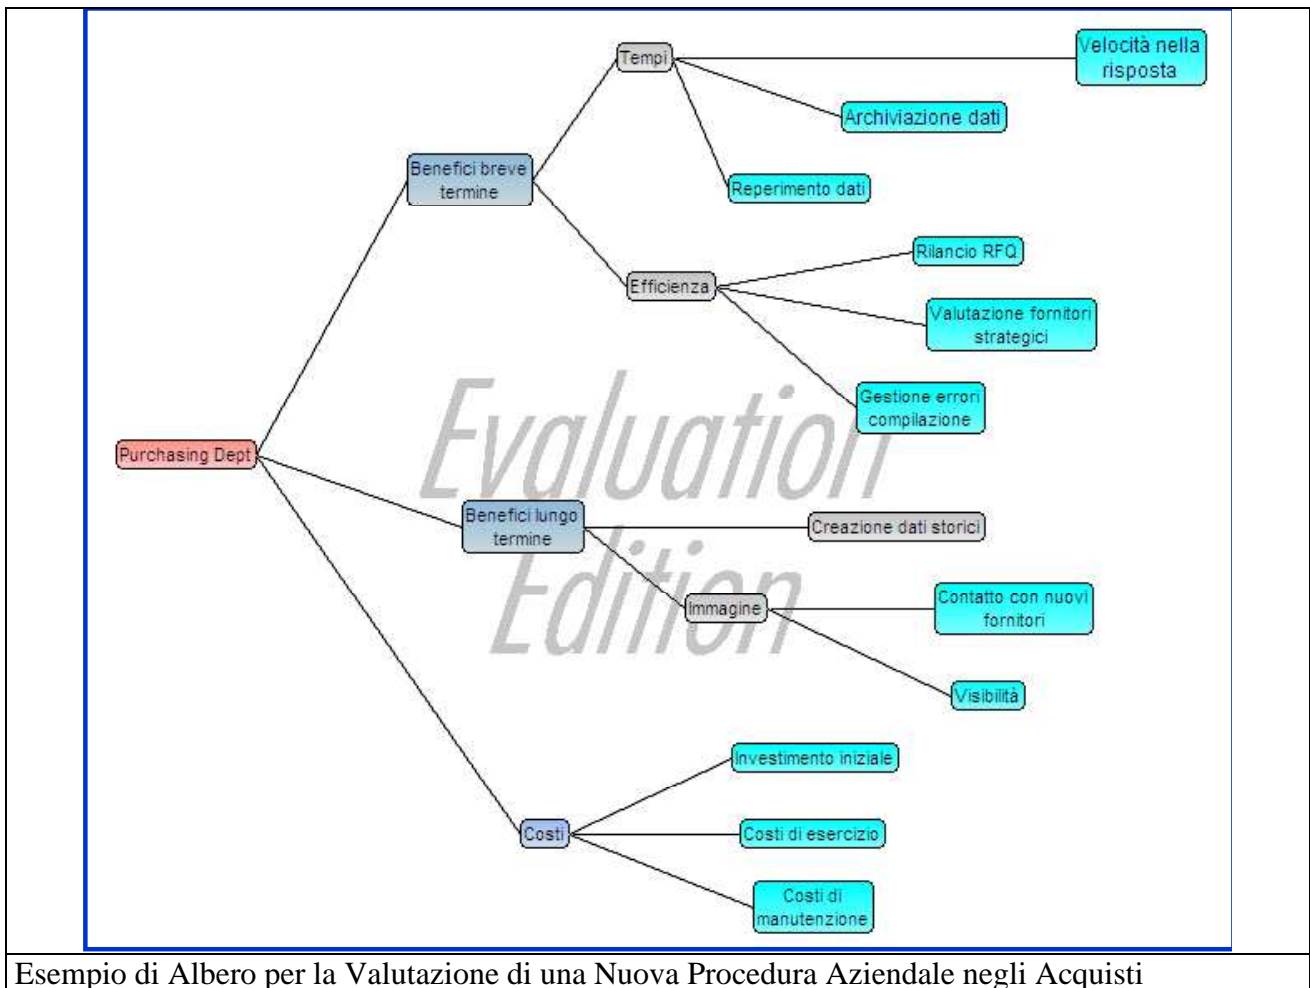 Tempi
Velocità nella
risposta
Archiviazione dati
Reperimento dati
Benefici breve
termine
Efficienza
Rilancio RFQ
Valutazione fornitori
strategici
Gestione errori
compilazione
Evaluation
Edition
Purchasing Dept
Benefici lungo
termine
Creazione dati storici
Immagine
Contatto con nuovi
fornitori
Visibilità
Costi
Investimento iniziale
Costi di esercizio
Costi di
manutenzione
Esempio di Albero per la Valutazione di una Nuova Procedura Aziendale negli Acquisti